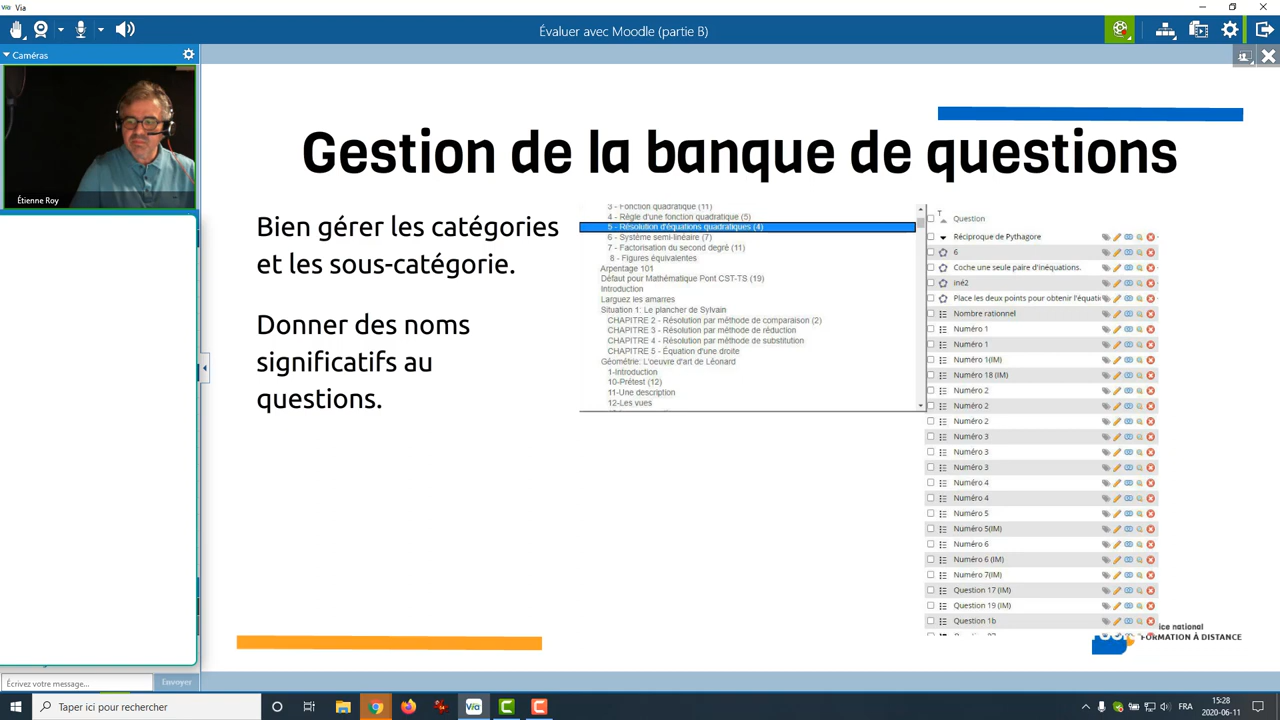 Via
Évaluer avec Moodle (partie B)
Caméras
Étienne Roy
Écrivez votre message...
Envoyer
Gestion de la banque de questions
Bien gérer les catégories
et les sous-catégorie.
Donner des noms
significatifs au
questions.
3 - Fonction quadratique (11)
4 - Règle d'une fonction quadratique (5)
5 - Résolution d'équations quadratiques (4)
6 - Système semi-linéaire (7)
7 - Factorisation du second degré (11)
8 - Figures équivalentes
Arpentage 101
Défaut pour Mathématique Pont CST-TS (19)
Introduction
Larguez les amarres
Situation 1: Le plancher de Sylvain
CHAPITRE 2 - Résolution par méthode de comparaison (2)
CHAPITRE 3 - Résolution par méthode de réduction
CHAPITRE 4 - Résolution par méthode de substitution
CHAPITRE 5 - Équation d'une droite
Géométrie: L'oeuvre d'art de Léonard
1-Introduction
10-Prétest (12)
11-Une description
12-Les vues
T
Question
Réciproque de Pythagore
6
Coche une seule paire d'inéquations.
iné2
Place les deux points pour obtenir l'équati
Nombre rationnel
Numéro 1
Numéro 1
Numéro 1(IM)
Numéro 18 (IM)
Numéro 2
Numéro 2
Numéro 2
Numéro 3
Numéro 3
Numéro 3
Numéro 4
Numéro 4
Numéro 5
Numéro 5(IM)
Numéro 6
Numéro 6 (IM)
Numéro 7(IM)
Question 17 (IM)
Question 19 (IM)
Question 1b
ice national
FORMATION À DISTANCE
Taper ici pour rechercher
Via
FRA
15:28
2020-06-11